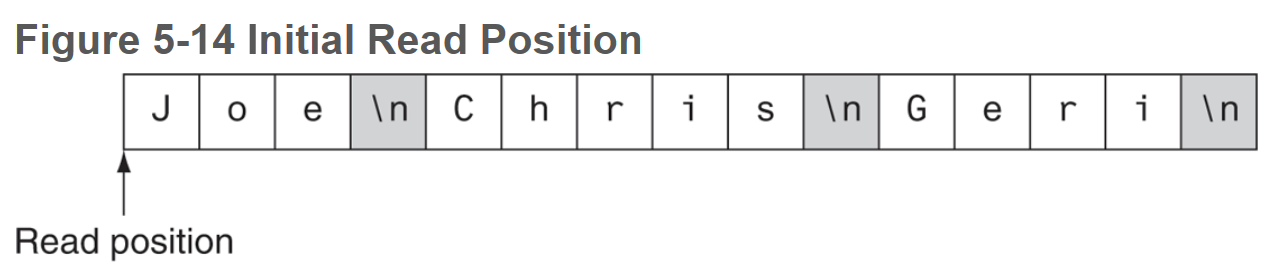 Figure 5-14 Initial Read Position
J o e \n C h r i s \n G e r i \n
Read position